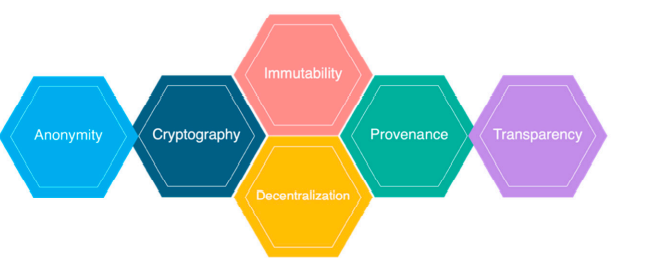 Immutability
Anonymity
Cryptography
Provenance
Transparency
Decentralization